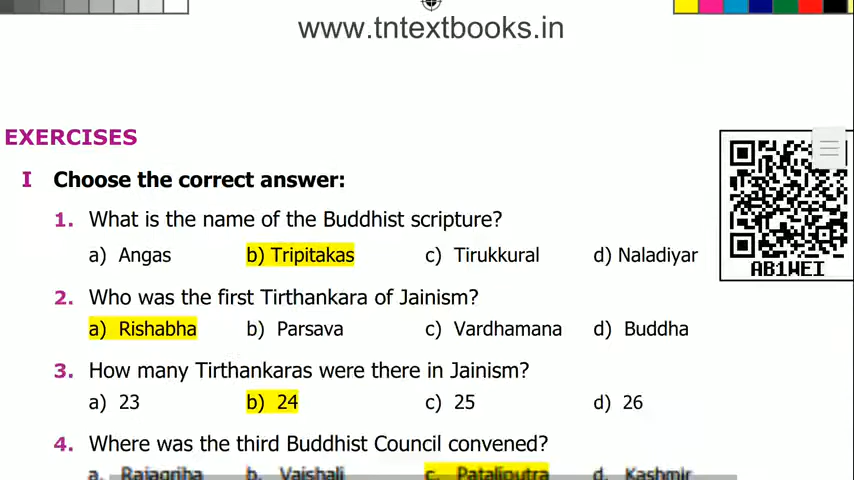 www.tntextbooks.in
EXERCISES
I Choose the correct answer:
1. What is the name of the Buddhist scripture?
a) Angas b) Tripitakas c) Tirukkural d) Naladiyar
AB1WEI
2. Who was the first Tirthankara of Jainism?
a) Rishabha b) Parsava c) Vardhamana d) Buddha
3. How many Tirthankaras were there in Jainism?
a) 23 b) 24 c) 25 d) 26
4. Where was the third Buddhist Council convened?
a. Rajagriha b. Vaishali c. Pataliputra d. Kashmir